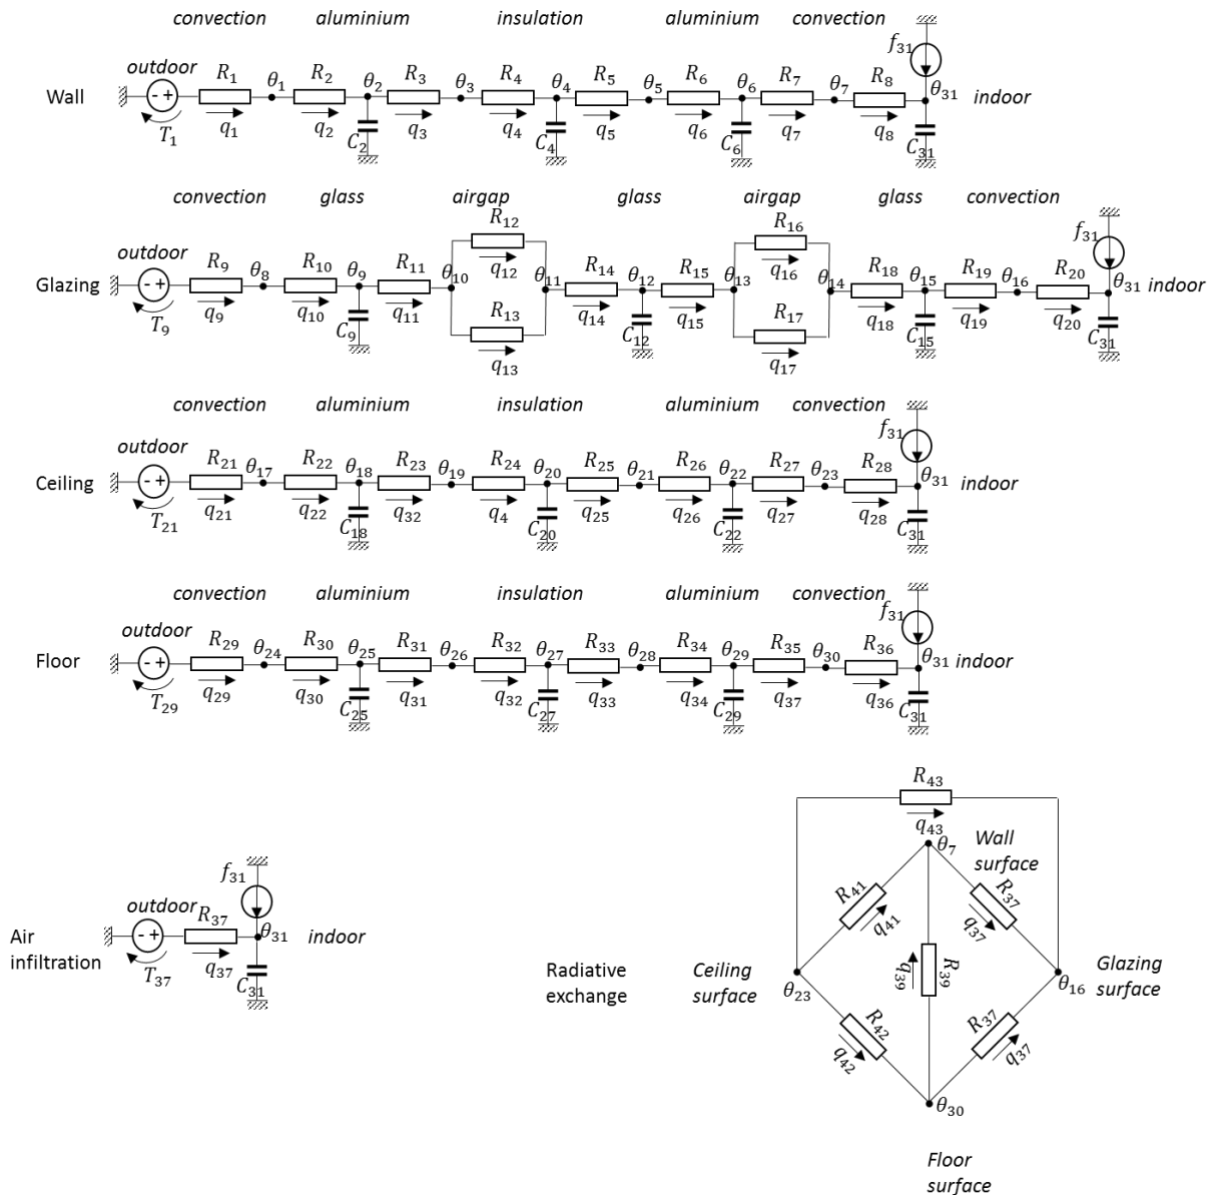 convection aluminium insulation aluminium convection
f₃₁
outdoor R₁ θ₁ R₂ θ₂ R₃ θ₃ R₄ θ₄ R₅ θ₅ R₆ θ₆ R₇ θ₇ R₈ θ₃₁ indoor
Wall - +
T₁ q₁ q₂ C₂ q₃ q₄ C₄ q₅ q₆ C₆ q₇ q₈ C₃₁
convection glass airgap glass airgap glass convection
R₁₂ R₁₆ f₃₁
outdoor R₉ θ₈ R₁₀ θ₉ R₁₁ θ₁₀ q₁₂ θ₁₁ R₁₄ θ₁₂ R₁₅ θ₁₃ q₁₆ θ₁₄ R₁₈ θ₁₅ R₁₉ θ₁₆ R₂₀ θ₃₁ indoor
Glazing - +
T₉ q₉ q₁₀ C₉ q₁₁ R₁₃ q₁₄ C₁₂ q₁₅ R₁₇ q₁₈ C₁₅ q₁₉ q₂₀ C₃₁
q₁₃ q₁₇
convection aluminium insulation aluminium convection
f₃₁
outdoor R₂₁ θ₁₇ R₂₂ θ₁₈ R₂₃ θ₁₉ R₂₄ θ₂₀ R₂₅ θ₂₁ R₂₆ θ₂₂ R₂₇ θ₂₃ R₂₈ θ₃₁ indoor
Ceiling - +
T₂₁ q₂₁ q₂₂ C₁₈ q₃₂ q₄ C₂₀ q₂₅ q₂₆ C₂₂ q₂₇ q₂₈ C₃₁
convection aluminium insulation aluminium convection
f₃₁
outdoor R₂₉ θ₂₄ R₃₀ θ₂₅ R₃₁ θ₂₆ R₃₂ θ₂₇ R₃₃ θ₂₈ R₃₄ θ₂₉ R₃₅ θ₃₀ R₃₆ θ₃₁ indoor
Floor - +
T₂₉ q₂₉ q₃₀ C₂₅ q₃₁ q₃₂ C₂₇ q₃₃ q₃₄ C₂₉ q₃₇ q₃₆ C₃₁
f₃₁
outdoor R₃₇ θ₃₁ indoor
Air
infiltration
- +
T₃₇ q₃₇ C₃₁
R₄₃
q₄₃
θ₇
Wall
surface
R₄₁ R₃₇
q₄₁ q₃₇
Radiative
exchange
Ceiling
surface
θ₂₃
q₃₉ R₃₉
θ₁₆
Glazing
surface
R₄₂ R₃₇
q₄₂ q₃₇
θ₃₀
Floor
surface